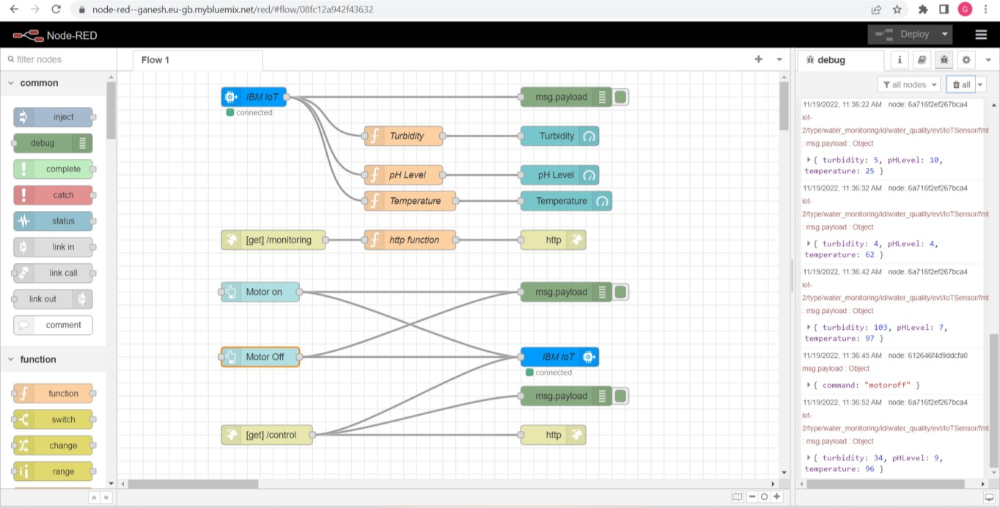 node-red--ganesh.eu-gb.mybluemix.net/red/#flow/08fc12a942f43632
G
Node-RED
Deploy
filter nodes
Flow 1
debug
common
all nodes
all
inject
debug
complete
catch
status
link in
link call
link out
comment
function
function
switch
change
range
IBM IoT
connected
msg.payload
Turbidity
Turbidity
pH Level
pH Level
Temperature
Temperature
[get] /monitoring
http function
http
Motor on
msg.payload
Motor Off
IBM IoT
connected
msg.payload
[get] /control
http
11/19/2022, 11:36:22 AM node: 6a716f2ef267bca4
iot-
2/type/water_monitoring/id/water_quality/evt/IoTSensor/fmt
: msg.payload : Object
{ turbidity: 5, pHLevel: 10,
temperature: 25 }
11/19/2022, 11:36:32 AM node: 6a716f2ef267bca4
iot-
2/type/water_monitoring/id/water_quality/evt/IoTSensor/fmt
: msg.payload : Object
{ turbidity: 4, pHLevel: 4,
temperature: 62 }
11/19/2022, 11:36:42 AM node: 6a716f2ef267bca4
iot-
2/type/water_monitoring/id/water_quality/evt/IoTSensor/fmt
: msg.payload : Object
{ turbidity: 103, pHLevel: 7,
temperature: 97 }
11/19/2022, 11:36:45 AM node: 612646f4d9ddcfa0
msg.payload : Object
{ command: "motoroff" }
11/19/2022, 11:36:52 AM node: 6a716f2ef267bca4
iot-
2/type/water_monitoring/id/water_quality/evt/IoTSensor/fmt
: msg.payload : Object
{ turbidity: 34, pHLevel: 9,
temperature: 96 }